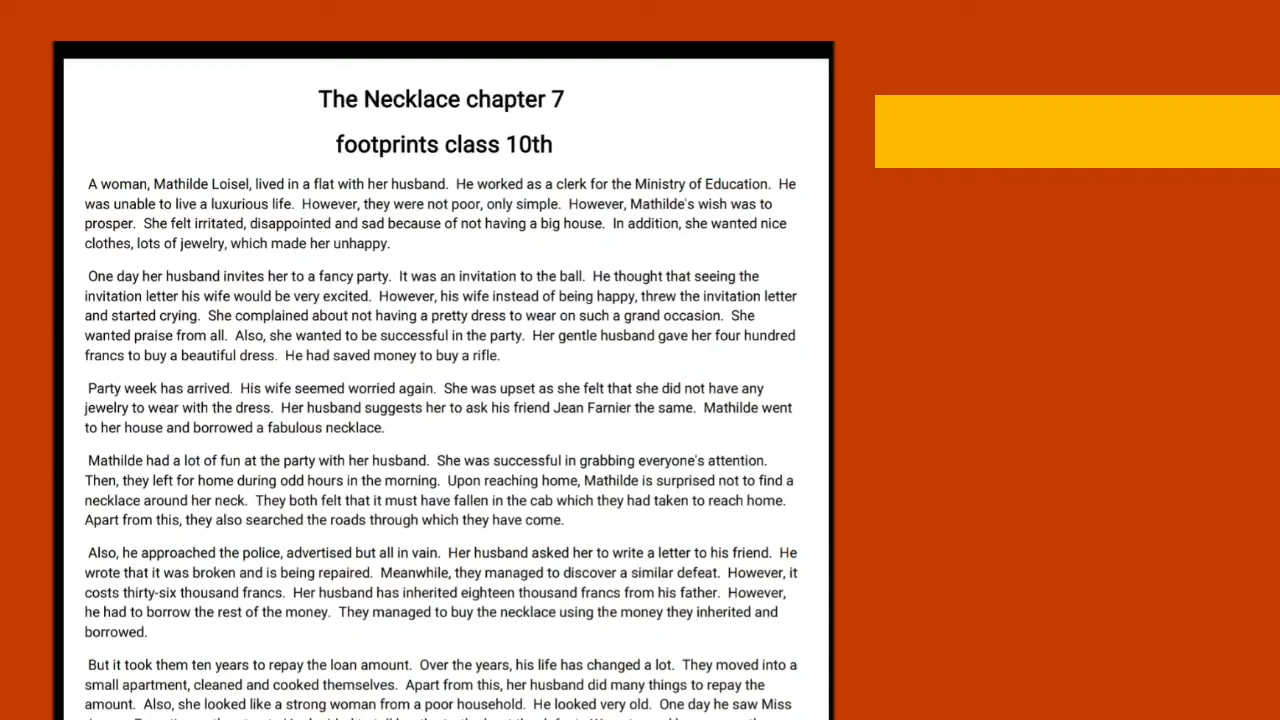 The Necklace chapter 7
footprints class 10th
A woman, Mathilde Loisel, lived in a flat with her husband. He worked as a clerk for the Ministry of Education. He
was unable to live a luxurious life. However, they were not poor, only simple. However, Mathilde's wish was to
prosper. She felt irritated, disappointed and sad because of not having a big house. In addition, she wanted nice
clothes, lots of jewelry, which made her unhappy.
One day her husband invites her to a fancy party. It was an invitation to the ball. He thought that seeing the
invitation letter his wife would be very excited. However, his wife instead of being happy, threw the invitation letter
and started crying. She complained about not having a pretty dress to wear on such a grand occasion. She
wanted praise from all. Also, she wanted to be successful in the party. Her gentle husband gave her four hundred
francs to buy a beautiful dress. He had saved money to buy a rifle.
Party week has arrived. His wife seemed worried again. She was upset as she felt that she did not have any
jewelry to wear with the dress. Her husband suggests her to ask his friend Jean Farnier the same. Mathilde went
to her house and borrowed a fabulous necklace.
Mathilde had a lot of fun at the party with her husband. She was successful in grabbing everyone's attention.
Then, they left for home during odd hours in the morning. Upon reaching home, Mathilde is surprised not to find a
necklace around her neck. They both felt that it must have fallen in the cab which they had taken to reach home.
Apart from this, they also searched the roads through which they have come.
Also, he approached the police, advertised but all in vain. Her husband asked her to write a letter to his friend. He
wrote that it was broken and is being repaired. Meanwhile, they managed to discover a similar defeat. However, it
costs thirty-six thousand francs. Her husband has inherited eighteen thousand francs from his father. However,
he had to borrow the rest of the money. They managed to buy the necklace using the money they inherited and
borrowed.
But it took them ten years to repay the loan amount. Over the years, his life has changed a lot. They moved into a
small apartment, cleaned and cooked themselves. Apart from this, her husband did many things to repay the
amount. Also, she looked like a strong woman from a poor household. He looked very old. One day he saw Miss